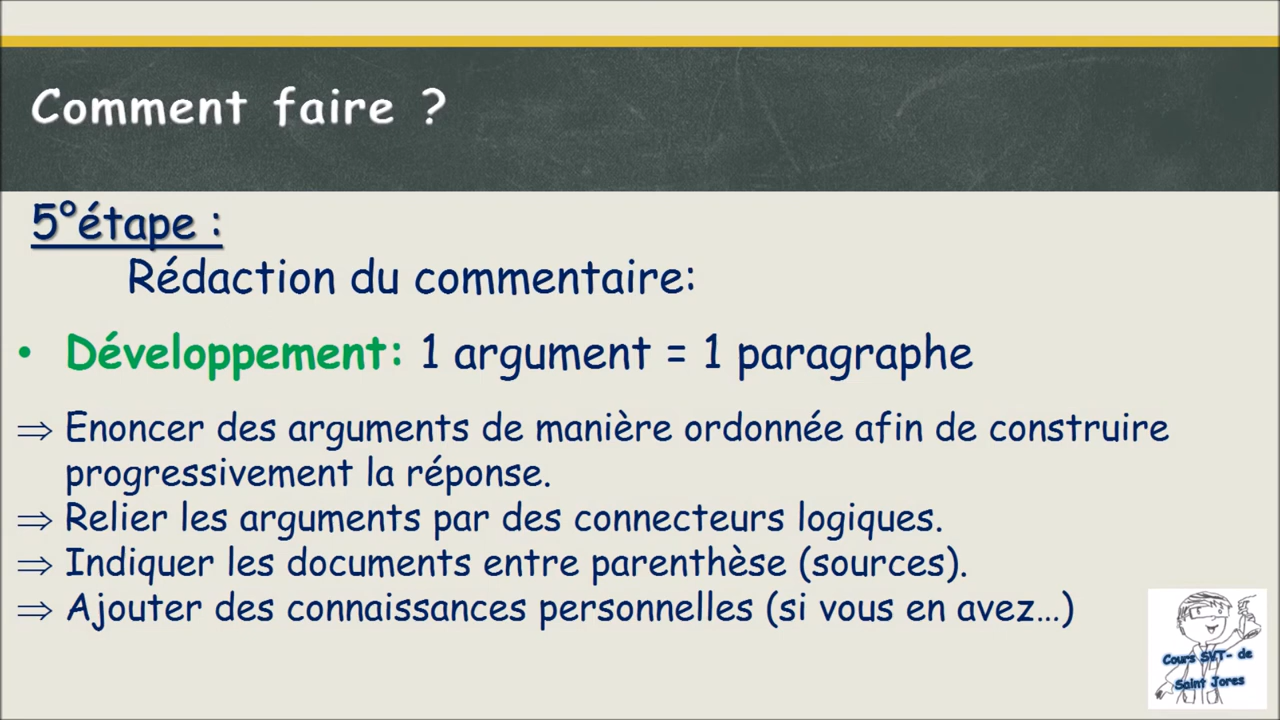 Comment faire ?
5°étape :
Rédaction du commentaire:
• Développement: 1 argument = 1 paragraphe
⇒ Enoncer des arguments de manière ordonnée afin de construire
progressivement la réponse.
⇒ Relier les arguments par des connecteurs logiques.
⇒ Indiquer les documents entre parenthèse (sources).
⇒ Ajouter des connaissances personnelles (si vous en avez...)
Cours SVT- de
Saint Jores